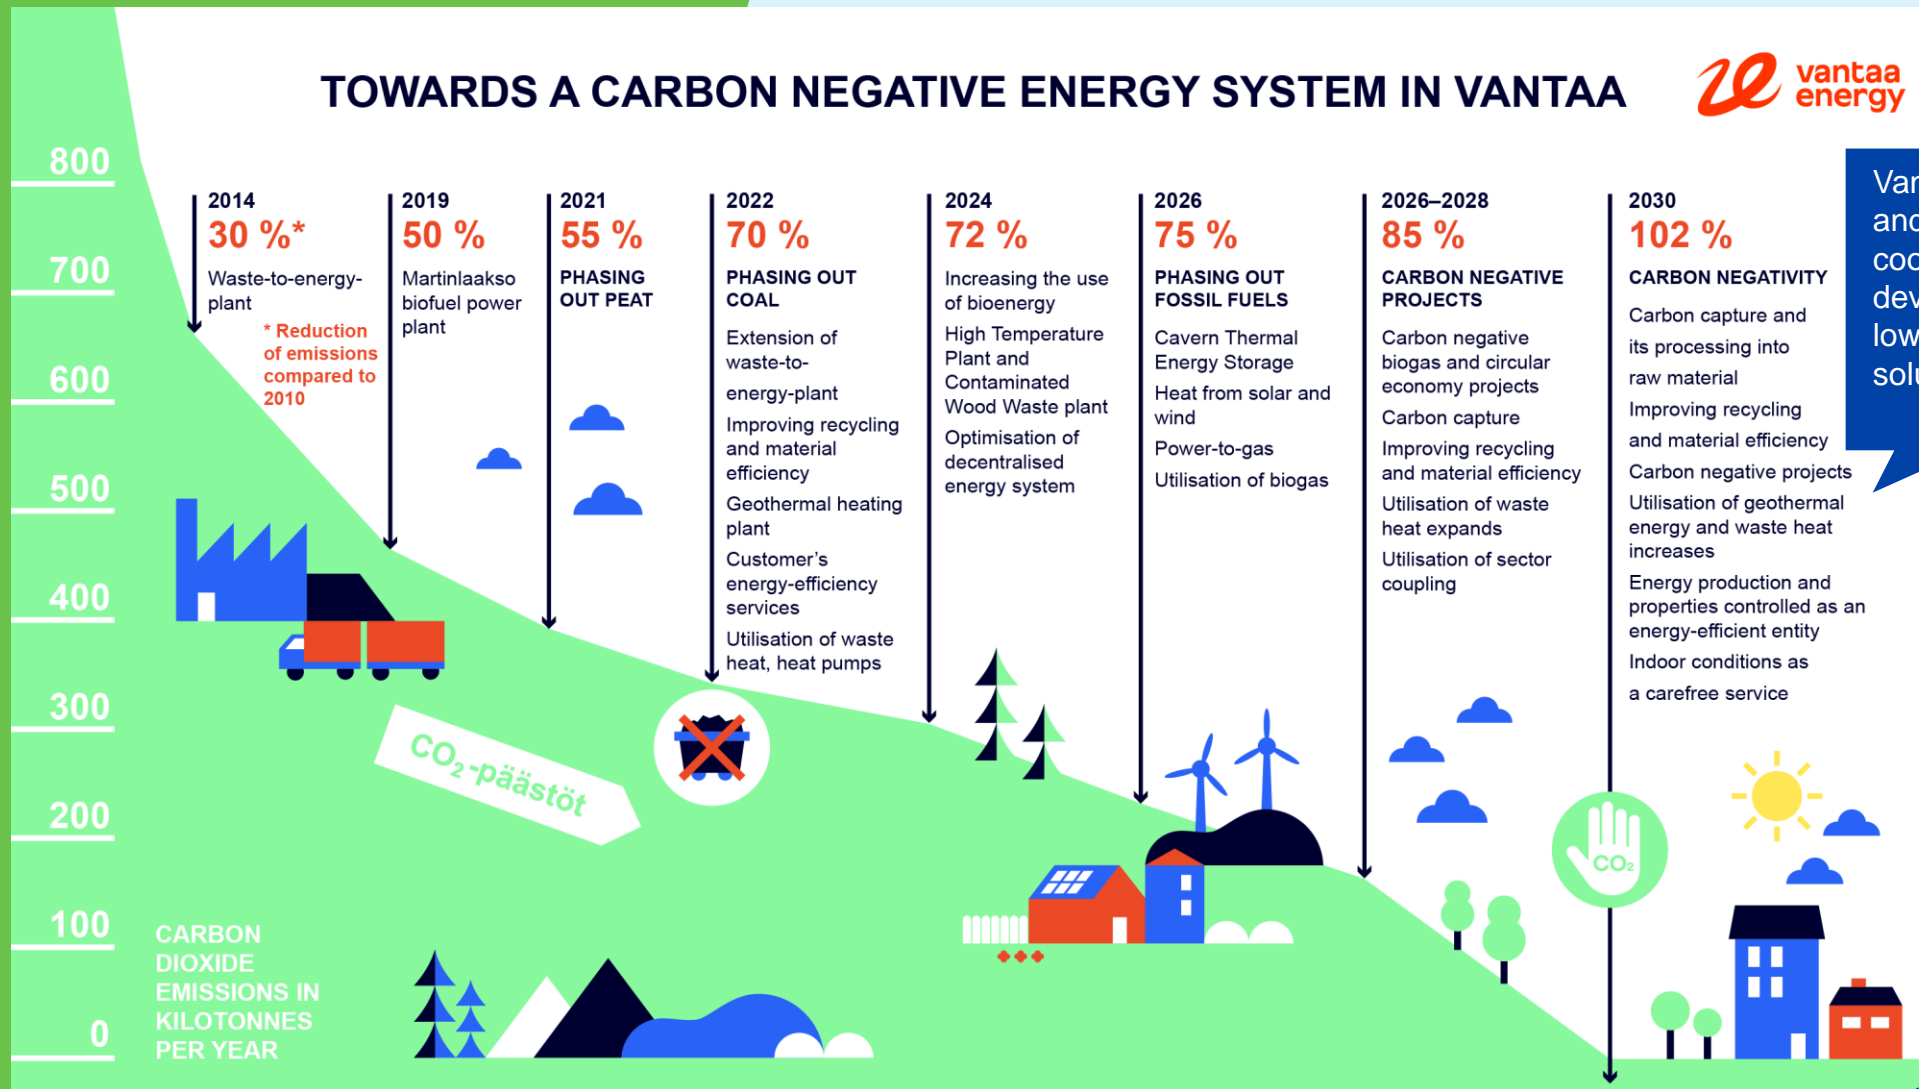 TOWARDS A CARBON NEGATIVE ENERGY SYSTEM IN VANTAA
vantaa
energy
800
700
600
500
400
300
200
100
0
CARBON
DIOXIDE
EMISSIONS IN
KILOTONNES
PER YEAR
2014
30 %*
Waste-to-energy-
plant
* Reduction
of emissions
compared to
2010
2019
50 %
Martinlaakso
biofuel power
plant
2021
55 %
PHASING
OUT PEAT
2022
70 %
PHASING OUT
COAL
Extension of
waste-to-
energy-plant
Improving recycling
and material
efficiency
Geothermal heating
plant
Customer’s
energy-efficiency
services
Utilisation of waste
heat, heat pumps
2024
72 %
Increasing the use
of bioenergy
High Temperature
Plant and
Contaminated
Wood Waste plant
Optimisation of
decentralised
energy system
2026
75 %
PHASING OUT
FOSSIL FUELS
Cavern Thermal
Energy Storage
Heat from solar and
wind
Power-to-gas
Utilisation of biogas
2026–2028
85 %
CARBON NEGATIVE
PROJECTS
Carbon negative
biogas and circular
economy projects
Carbon capture
Improving recycling
and material efficiency
Utilisation of waste
heat expands
Utilisation of sector
coupling
2030
102 %
CARBON NEGATIVITY
Carbon capture and
its processing into
raw material
Improving recycling
and material efficiency
Carbon negative projects
Utilisation of geothermal
energy and waste heat
increases
Energy production and
properties controlled as an
energy-efficient entity
Indoor conditions as
a carefree service
CO₂-päästöt
CO₂